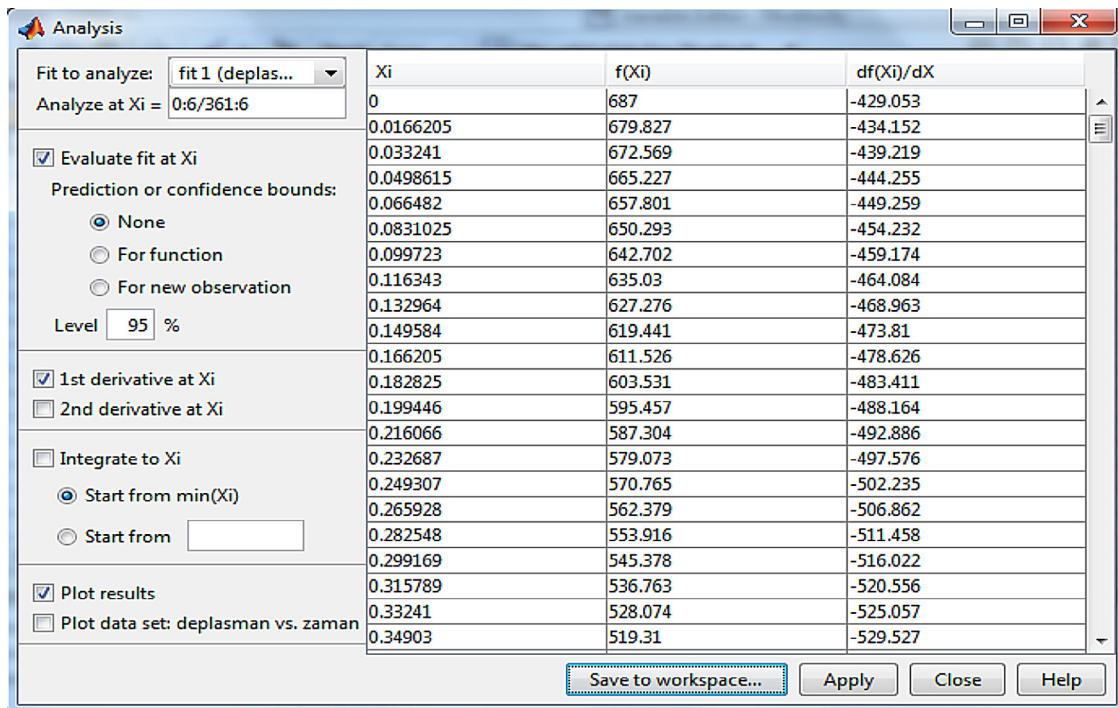 Analysis
Fit to analyze: fit 1 (deplas...
Analyze at Xi = 0:6/361:6
Evaluate fit at Xi
Prediction or confidence bounds:
None
For function
For new observation
Level 95 %
1st derivative at Xi
2nd derivative at Xi
Integrate to Xi
Start from min(Xi)
Start from
Plot results
Plot data set: deplasman vs. zaman
Xi f(Xi) df(Xi)/dX
0 687 -429.053
0.0166205 679.827 -434.152
0.033241 672.569 -439.219
0.0498615 665.227 -444.255
0.066482 657.801 -449.259
0.0831025 650.293 -454.232
0.099723 642.702 -459.174
0.116343 635.03 -464.084
0.132964 627.276 -468.963
0.149584 619.441 -473.81
0.166205 611.526 -478.626
0.182825 603.531 -483.411
0.199446 595.457 -488.164
0.216066 587.304 -492.886
0.232687 579.073 -497.576
0.249307 570.765 -502.235
0.265928 562.379 -506.862
0.282548 553.916 -511.458
0.299169 545.378 -516.022
0.315789 536.763 -520.556
0.33241 528.074 -525.057
0.34903 519.31 -529.527
Save to workspace... Apply Close Help